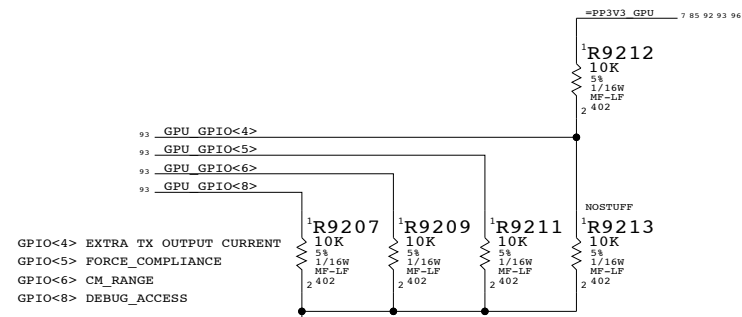 =PP3V3_GPU 7 85 92 93 96
1 R9212
10K
5%
1/16W
MF-LF
2 402
93 GPU_GPIO<4>
93 GPU_GPIO<5>
93 GPU_GPIO<6>
93 GPU_GPIO<8>
NOSTUFF
1 R9207 1 R9209 1 R9211 1 R9213
10K 10K 10K 10K
5% 5% 5% 5%
1/16W 1/16W 1/16W 1/16W
MF-LF MF-LF MF-LF MF-LF
2 402 2 402 2 402 2 402
GPIO<4> EXTRA TX OUTPUT CURRENT
GPIO<5> FORCE_COMPLIANCE
GPIO<6> CM_RANGE
GPIO<8> DEBUG_ACCESS